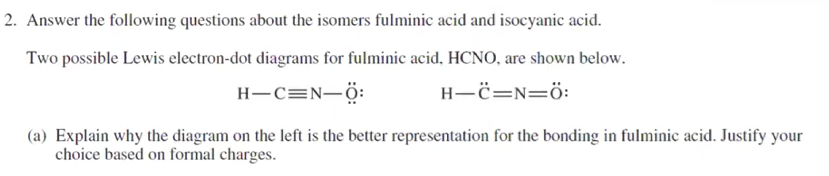 2. Answer the following questions about the isomers fulminic acid and isocyanic acid.
Two possible Lewis electron-dot diagrams for fulminic acid, HCNO, are shown below.
H—C≡N—Ö: H—C̈=N=Ö:
(a) Explain why the diagram on the left is the better representation for the bonding in fulminic acid. Justify your
choice based on formal charges.